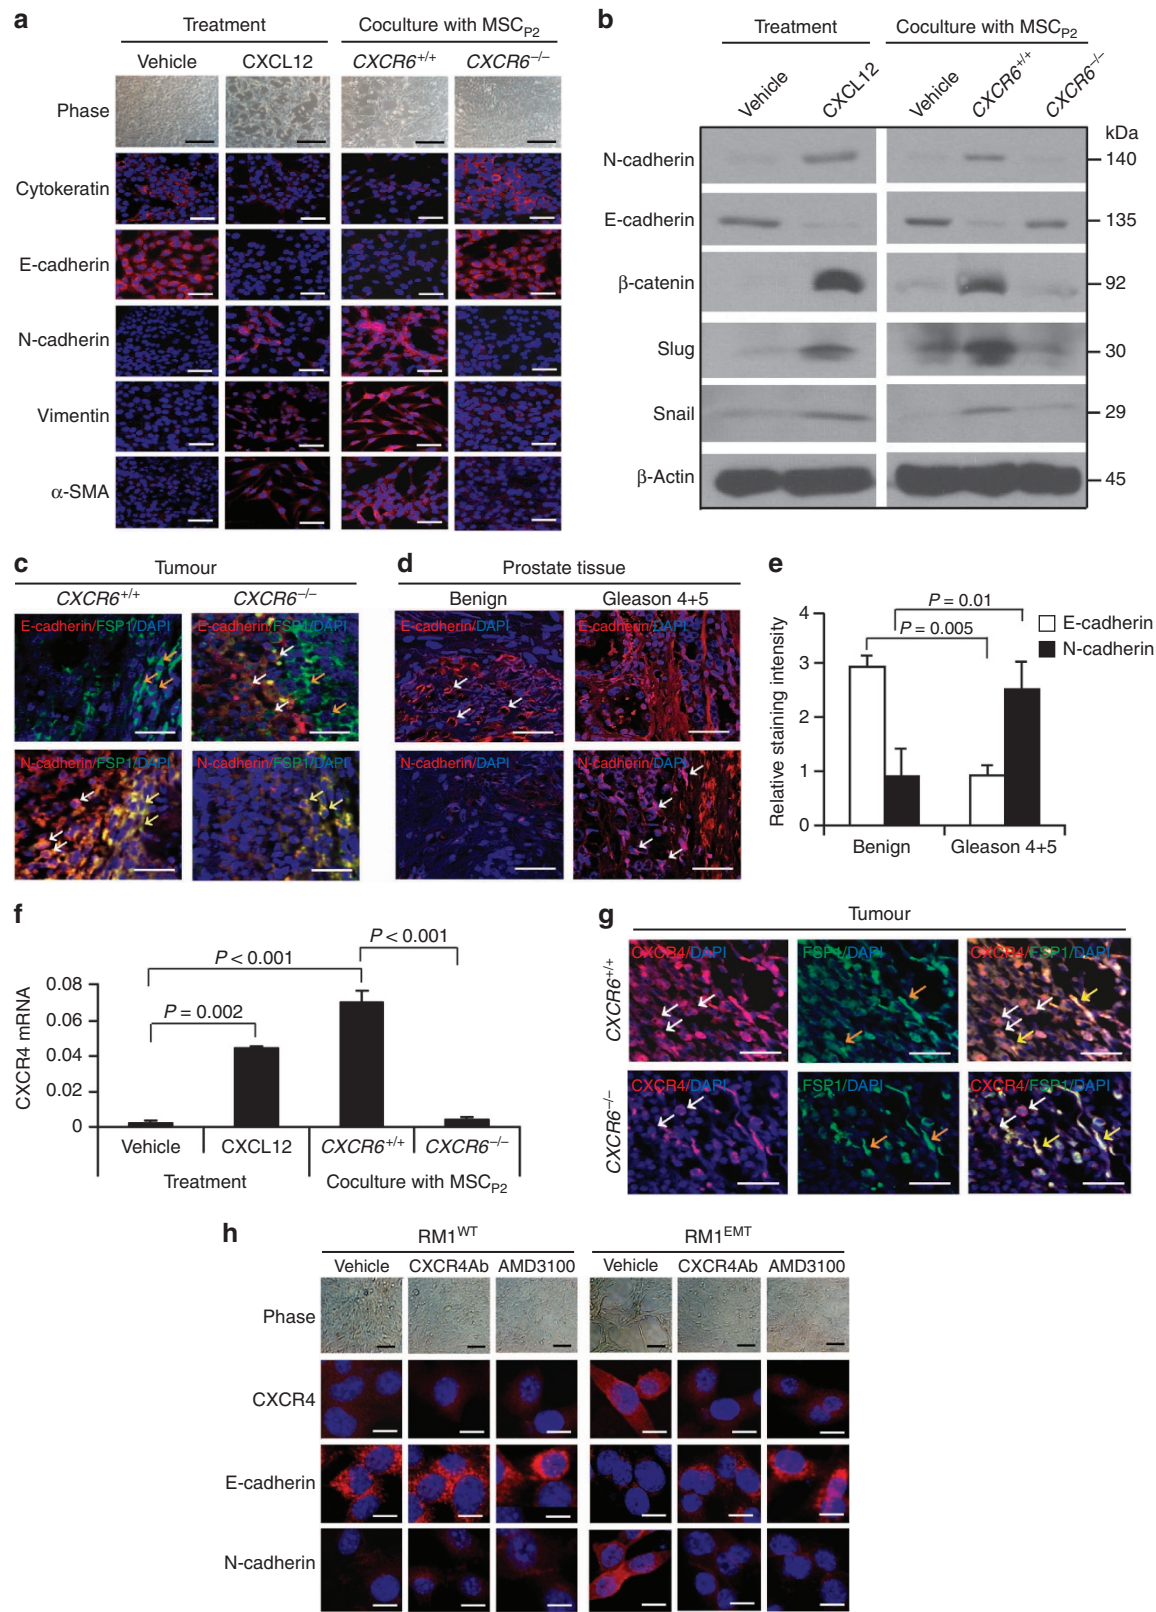 a
Treatment
Coculture with MSCP2
Vehicle
CXCL12
CXCR6+/+
CXCR6–/–
Phase
Cytokeratin
E-cadherin
N-cadherin
Vimentin
α-SMA
b
Treatment
Coculture with MSCP2
Vehicle
CXCL12
Vehicle
CXCR6+/+
CXCR6–/–
kDa
N-cadherin
140
E-cadherin
135
β-catenin
92
Slug
30
Snail
29
β-Actin
45
c
Tumour
CXCR6+/+
CXCR6–/–
E-cadherin/FSP1/DAPI
E-cadherin/FSP1/DAPI
N-cadherin/FSP1/DAPI
N-cadherin/FSP1/DAPI
d
Prostate tissue
Benign
Gleason 4+5
E-cadherin/DAPI
E-cadherin/DAPI
N-cadherin/DAPI
N-cadherin/DAPI
e
Relative staining intensity
4
3
2
1
0
P = 0.01
P = 0.005
E-cadherin
N-cadherin
Benign
Gleason 4+5
f
CXCR4 mRNA
0.08
0.06
0.04
0.02
0
P < 0.001
P < 0.001
P = 0.002
Vehicle
CXCL12
CXCR6+/+
CXCR6–/–
Treatment
Coculture with MSCP2
g
Tumour
CXCR6+/+
CXCR4/DAPI
FSP1/DAPI
CXCR4/FSP1/DAPI
CXCR6–/–
CXCR4/DAPI
FSP1/DAPI
CXCR4/FSP1/DAPI
h
RM1WT
RM1EMT
Vehicle
CXCR4Ab
AMD3100
Vehicle
CXCR4Ab
AMD3100
Phase
CXCR4
E-cadherin
N-cadherin